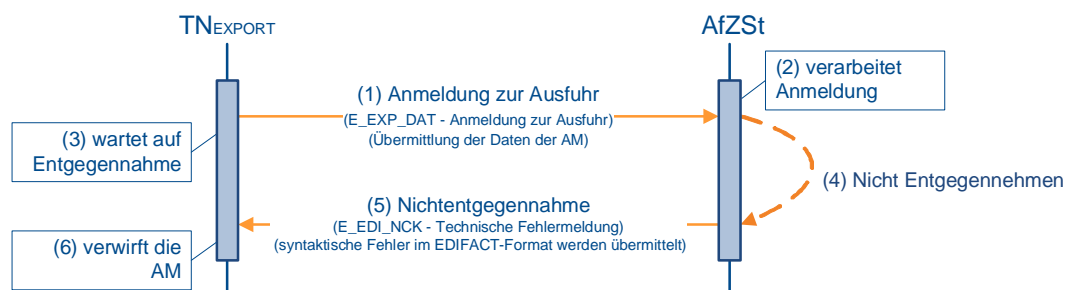 TNEXPORT
AfZSt
(2) verarbeitet
Anmeldung
(1) Anmeldung zur Ausfuhr
(E_EXP_DAT - Anmeldung zur Ausfuhr)
(Übermittlung der Daten der AM)
(3) wartet auf
Entgegennahme
(4) Nicht Entgegennehmen
(5) Nichtentgegennahme
(E_EDI_NCK - Technische Fehlermeldung)
(syntaktische Fehler im EDIFACT-Format werden übermittelt)
(6) verwirft die
AM